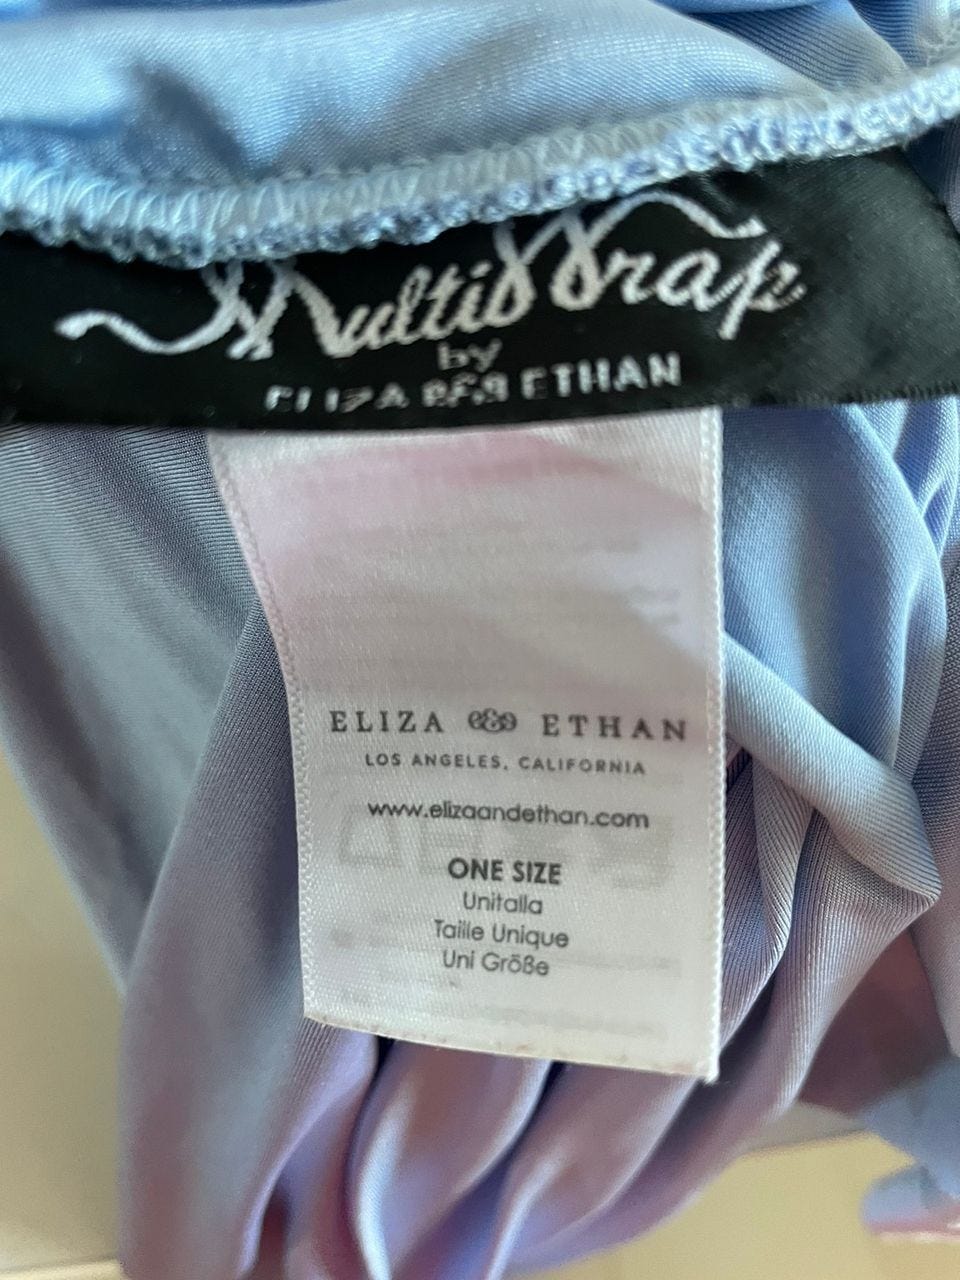 MultiWrap
by
ELIZA & ETHAN
ELIZA & ETHAN
LOS ANGELES, CALIFORNIA
www.elizaandethan.com
ONE SIZE
Unitalla
Taille Unique
Uni Größe